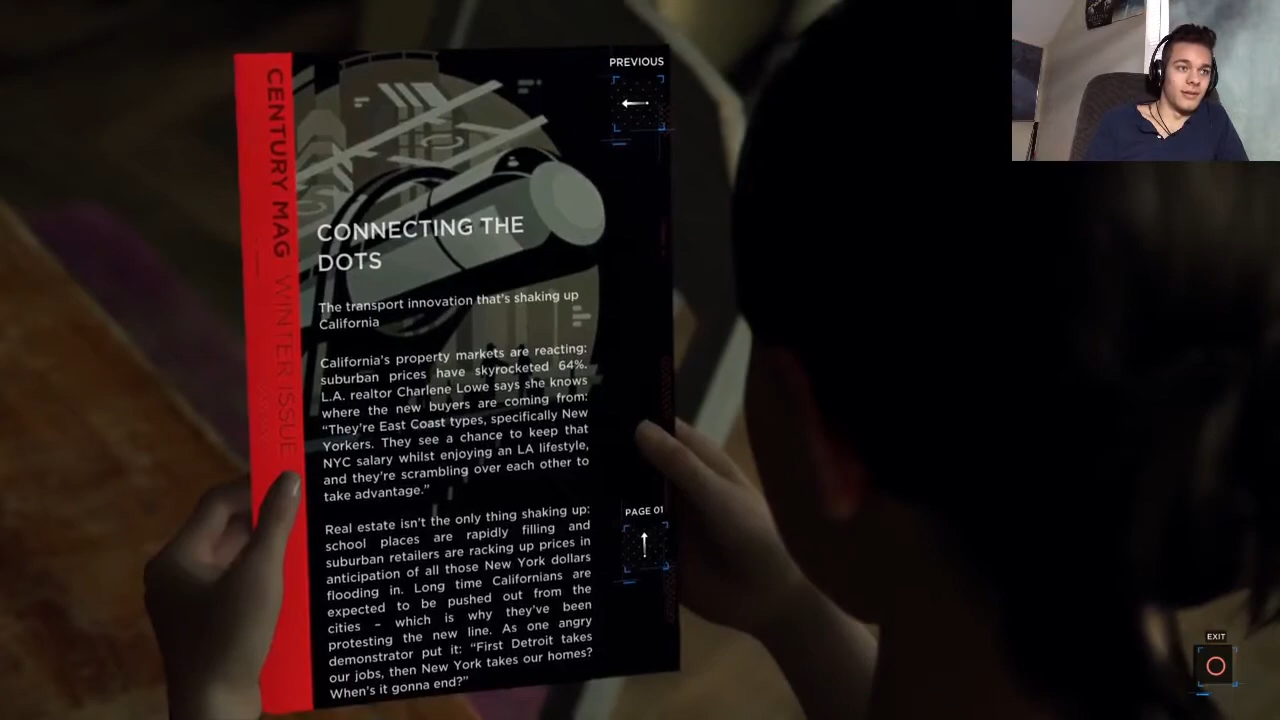 PREVIOUS
CENTURY MAG WINTER ISSUE
CONNECTING THE
DOTS
The transport innovation that's shaking up
California
California's property markets are reacting:
suburban prices have skyrocketed 64%.
L.A. realtor Charlene Lowe says she knows
where the new buyers are coming from:
"They're East Coast types, specifically New
Yorkers. They see a chance to keep that
NYC salary whilst enjoying an LA lifestyle,
and they're scrambling over each other to
take advantage."
Real estate isn't the only thing shaking up:
school places are rapidly filling and
suburban retailers are racking up prices in
anticipation of all those New York dollars
flooding in. Long time Californians are
expected to be pushed out from the
cities – which is why they've been
protesting the new line. As one angry
demonstrator put it: "First Detroit takes
our jobs, then New York takes our homes?
When's it gonna end?"
PAGE 01
EXIT